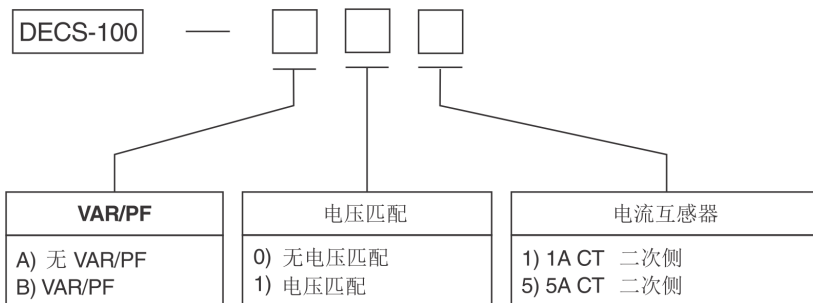 DECS-100
VAR/PF
A) 无 VAR/PF
B) VAR/PF
电压匹配
0) 无电压匹配
1) 电压匹配
电流互感器
1) 1A CT 二次侧
5) 5A CT 二次侧